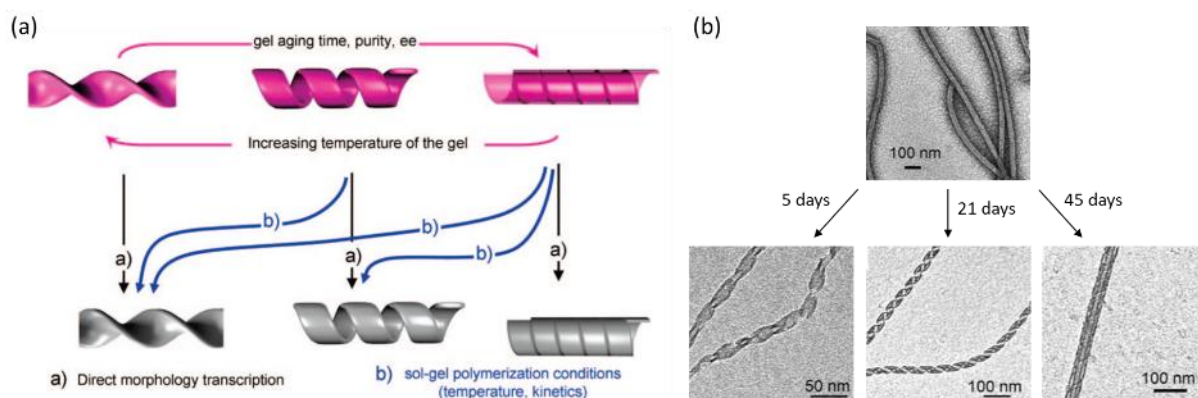 (a)
gel aging time, purity, ee
Increasing temperature of the gel
b)
b)
b)
a)
a)
a)
a) Direct morphology transcription
b) sol-gel polymerization conditions
(temperature, kinetics)
(b)
100 nm
5 days
21 days
45 days
50 nm
100 nm
100 nm